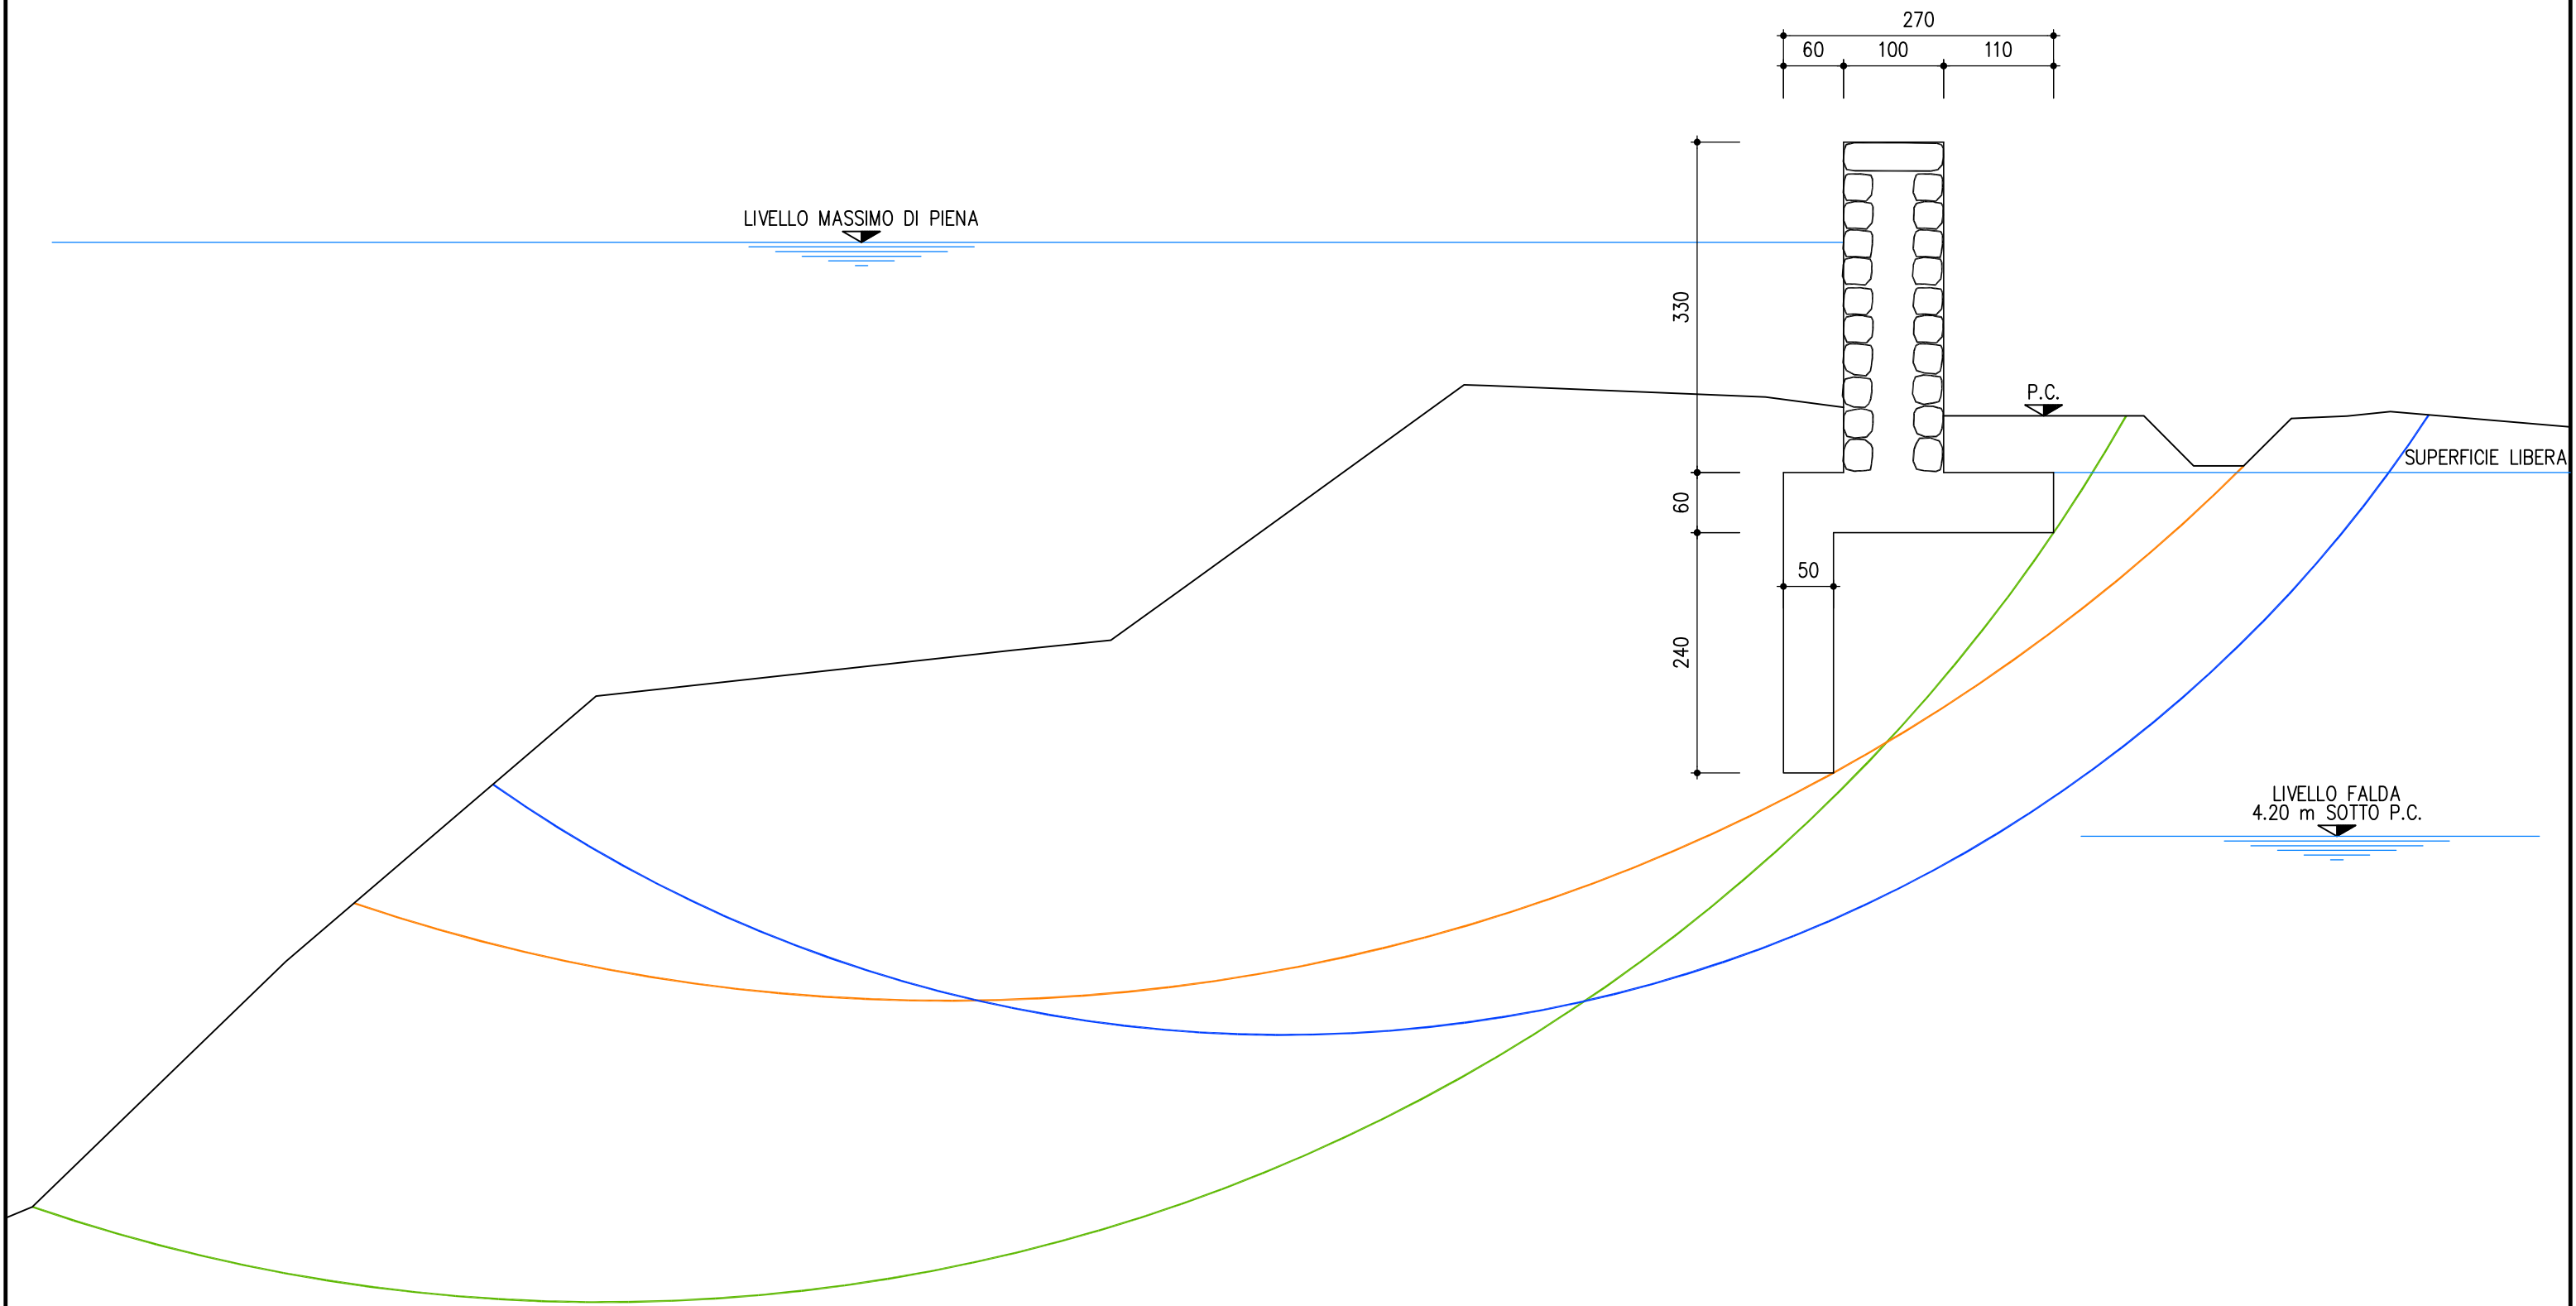 270
60
100
110
LIVELLO MASSIMO DI PIENA
330
P.C.
SUPERFICIE LIBERA
60
50
240
LIVELLO FALDA
4.20 m SOTTO P.C.